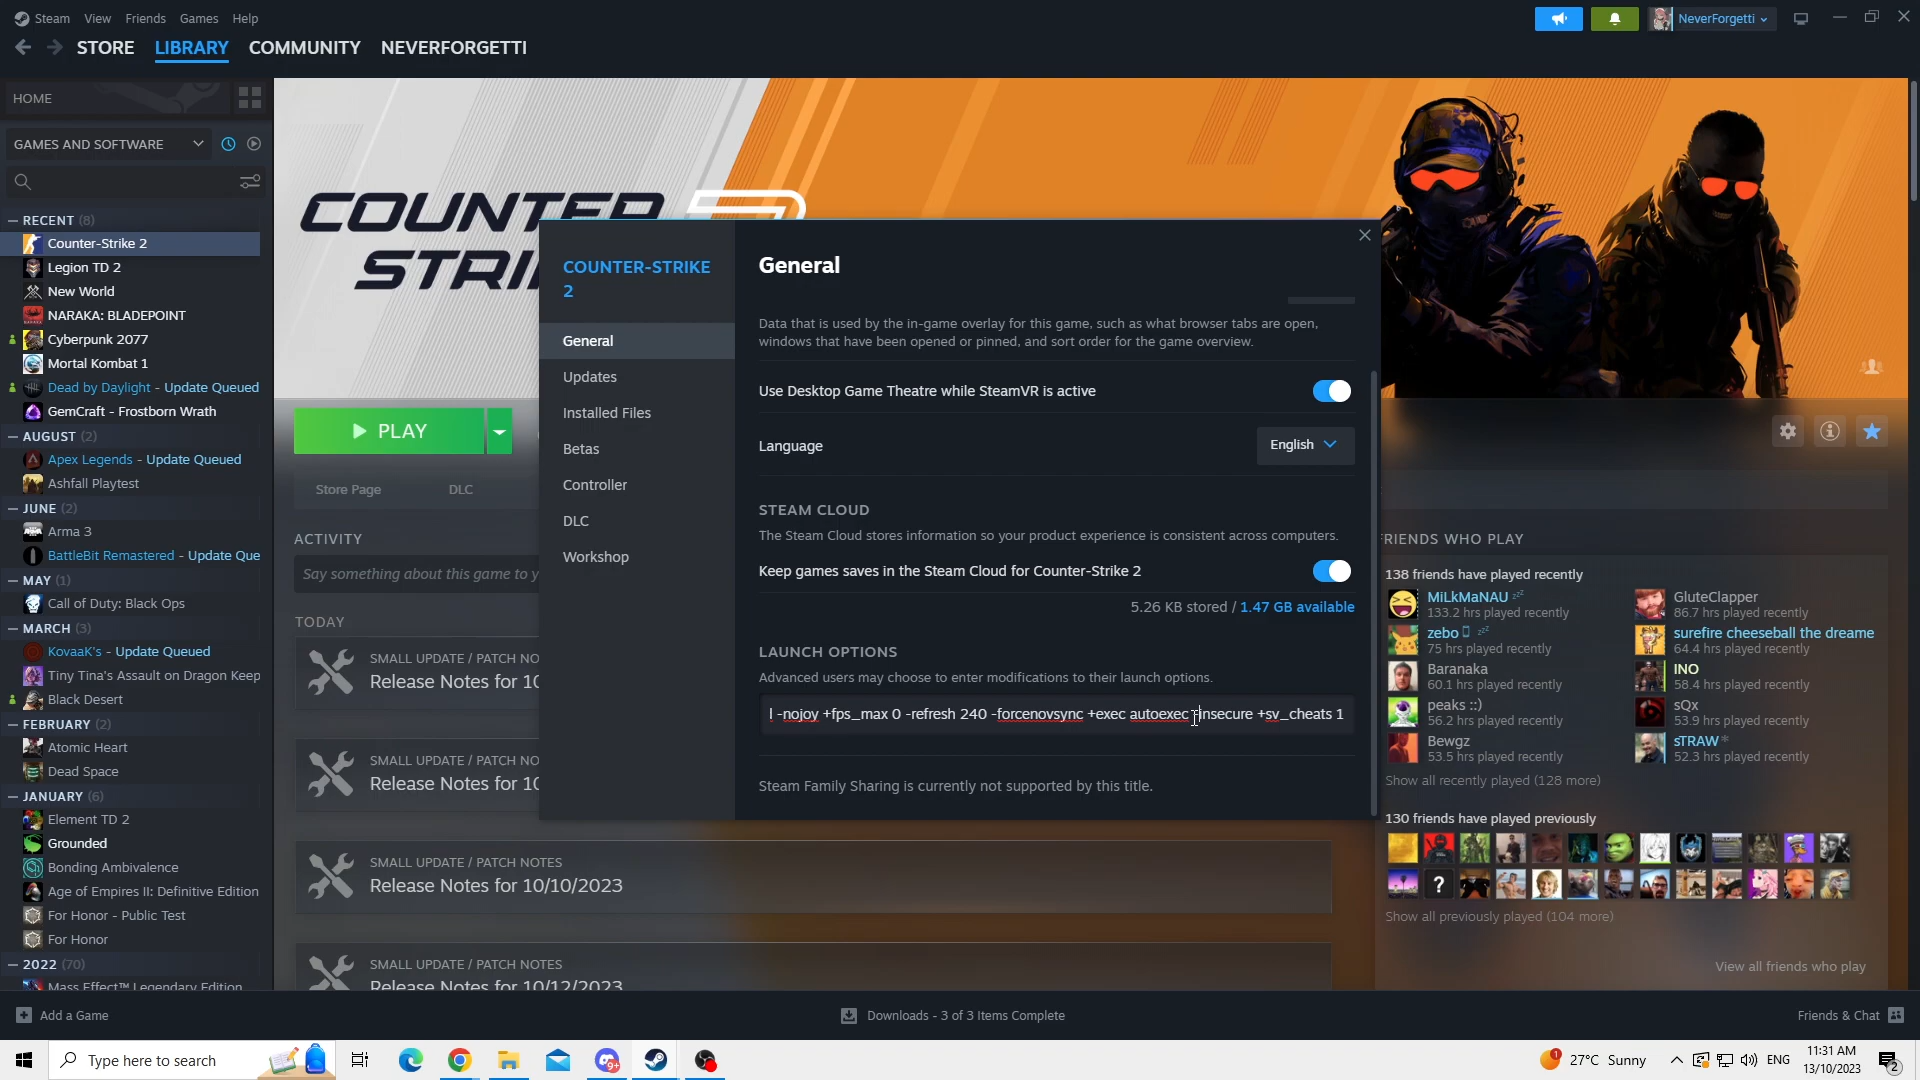 Steam View Friends Games Help
NeverForgetti
STORE LIBRARY COMMUNITY NEVERFORGETTI
HOME
GAMES AND SOFTWARE
— RECENT (8)
Counter-Strike 2
Legion TD 2
New World
NARAKA: BLADEPOINT
Cyberpunk 2077
Mortal Kombat 1
Dead by Daylight - Update Queued
GemCraft - Frostborn Wrath
— AUGUST (2)
Apex Legends - Update Queued
Ashfall Playtest
— JUNE (2)
Arma 3
BattleBit Remastered - Update Que
— MAY (1)
Call of Duty: Black Ops
— MARCH (3)
KovaaK's - Update Queued
Tiny Tina's Assault on Dragon Keep
Black Desert
— FEBRUARY (2)
Atomic Heart
Dead Space
— JANUARY (6)
Element TD 2
Grounded
Bonding Ambivalence
Age of Empires II: Definitive Edition
For Honor - Public Test
For Honor
— 2022 (70)
Mass Effect™ Legendary Edition
COUNTER
STRI
PLAY
Store Page DLC
ACTIVITY
Say something about this game to y
TODAY
SMALL UPDATE / PATCH NO
Release Notes for 10
SMALL UPDATE / PATCH NO
Release Notes for 10
SMALL UPDATE / PATCH NOTES
Release Notes for 10/10/2023
SMALL UPDATE / PATCH NOTES
Release Notes for 10/12/2023
COUNTER-STRIKE
2
General
Updates
Installed Files
Betas
Controller
DLC
Workshop
General
Data that is used by the in-game overlay for this game, such as what browser tabs are open,
windows that have been opened or pinned, and sort order for the game overview.
Use Desktop Game Theatre while SteamVR is active
Language English
STEAM CLOUD
The Steam Cloud stores information so your product experience is consistent across computers.
Keep games saves in the Steam Cloud for Counter-Strike 2
5.26 KB stored / 1.47 GB available
LAUNCH OPTIONS
Advanced users may choose to enter modifications to their launch options.
l -nojoy +fps_max 0 -refresh 240 -forcenovsync +exec autoexec -insecure +sv_cheats 1
Steam Family Sharing is currently not supported by this title.
FRIENDS WHO PLAY
138 friends have played recently
MiLkMaNAU zzz
133.2 hrs played recently
GluteClapper
86.7 hrs played recently
zebo zzz
75 hrs played recently
surefire cheeseball the dreame
64.4 hrs played recently
Baranaka
60.1 hrs played recently
INO
58.4 hrs played recently
peaks ::)
56.2 hrs played recently
sQx
53.9 hrs played recently
Bewgz
53.5 hrs played recently
sTRAW*
52.3 hrs played recently
Show all recently played (128 more)
130 friends have played previously
?
Show all previously played (104 more)
View all friends who play
Add a Game
Downloads - 3 of 3 Items Complete
Friends & Chat
Type here to search
9+
1
27°C Sunny
ENG
11:31 AM
13/10/2023
2